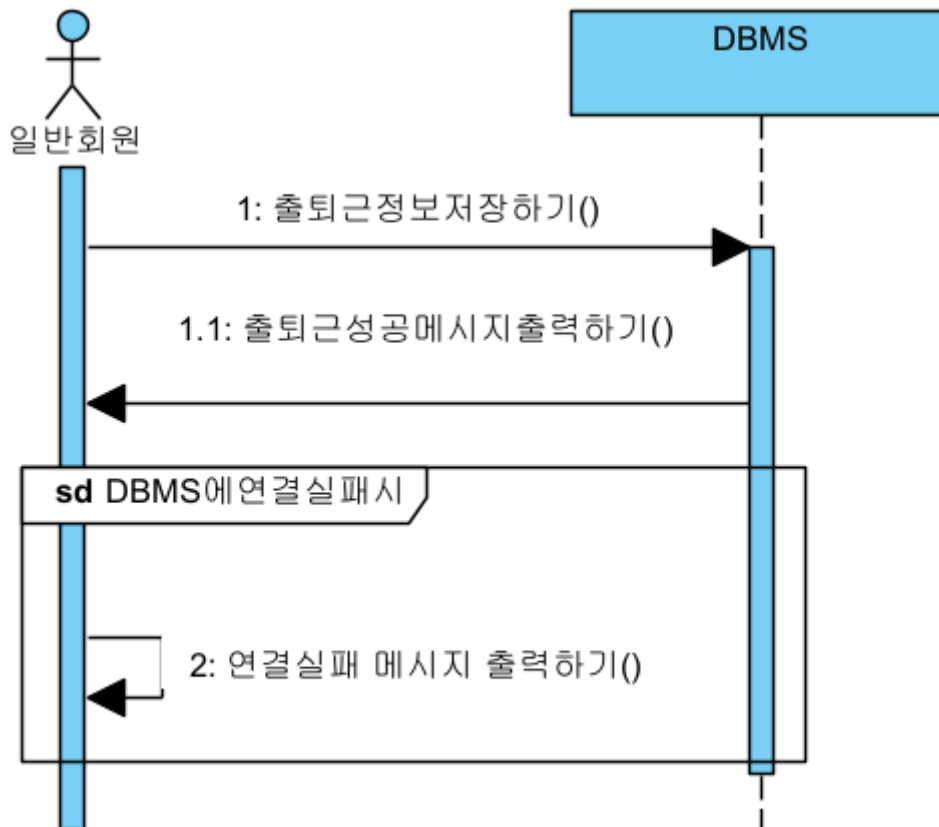 DBMS
일반회원
1: 출퇴근정보저장하기()
1.1: 출퇴근성공메시지출력하기()
sd DBMS에연결실패시
2: 연결실패 메시지 출력하기()